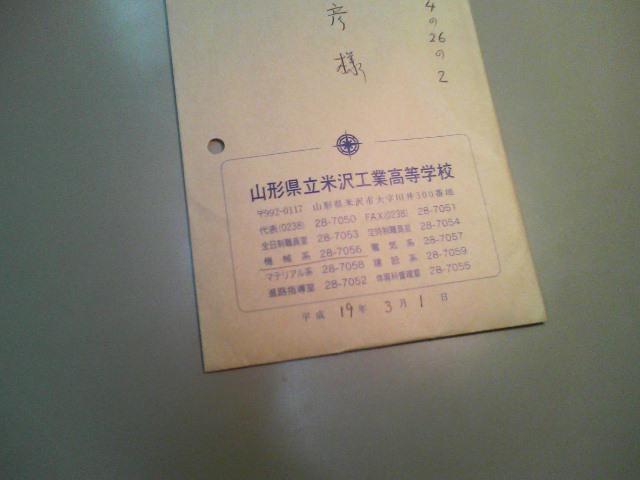 4の26の2
彦様
山形県立米沢工業高等学校
〒992-0117 山形県米沢市大字川井300番地
代表(0238) 28-7050 FAX(0238) 28-7051
全日制職員室 28-7053 定時制職員室 28-7054
機械系 28-7056 電気系 28-7057
マテリアル系 28-7058 建設系 28-7059
進路指導室 28-7052 体育科管理室 28-7055
平成 19年 3月 1日